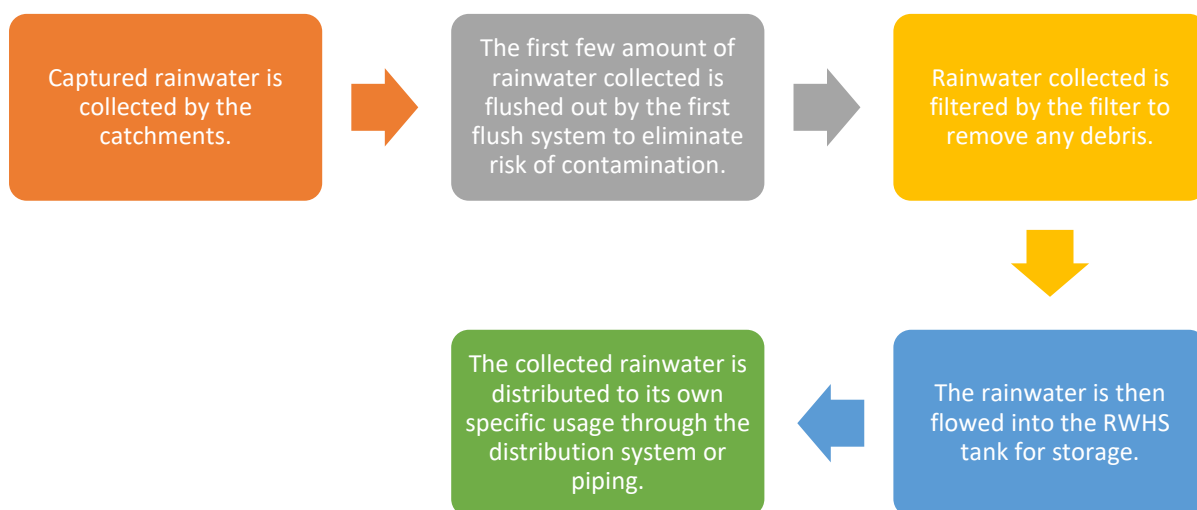 Captured rainwater is
collected by the
catchments.
The first few amount of
rainwater collected is
flushed out by the first
flush system to eliminate
risk of contamination.
Rainwater collected is
filtered by the filter to
remove any debris.
The rainwater is then
flowed into the RWHS
tank for storage.
The collected rainwater is
distributed to its own
specific usage through the
distribution system or
piping.